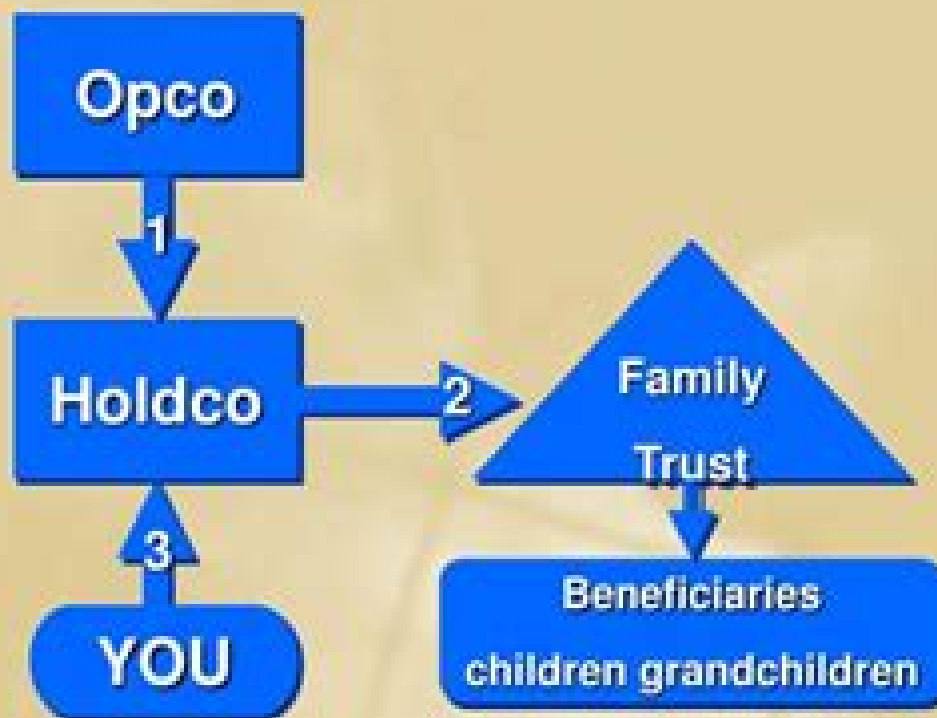 Opco
1
Holdco
2
Family
Trust
3
YOU
Beneficiaries
children grandchildren